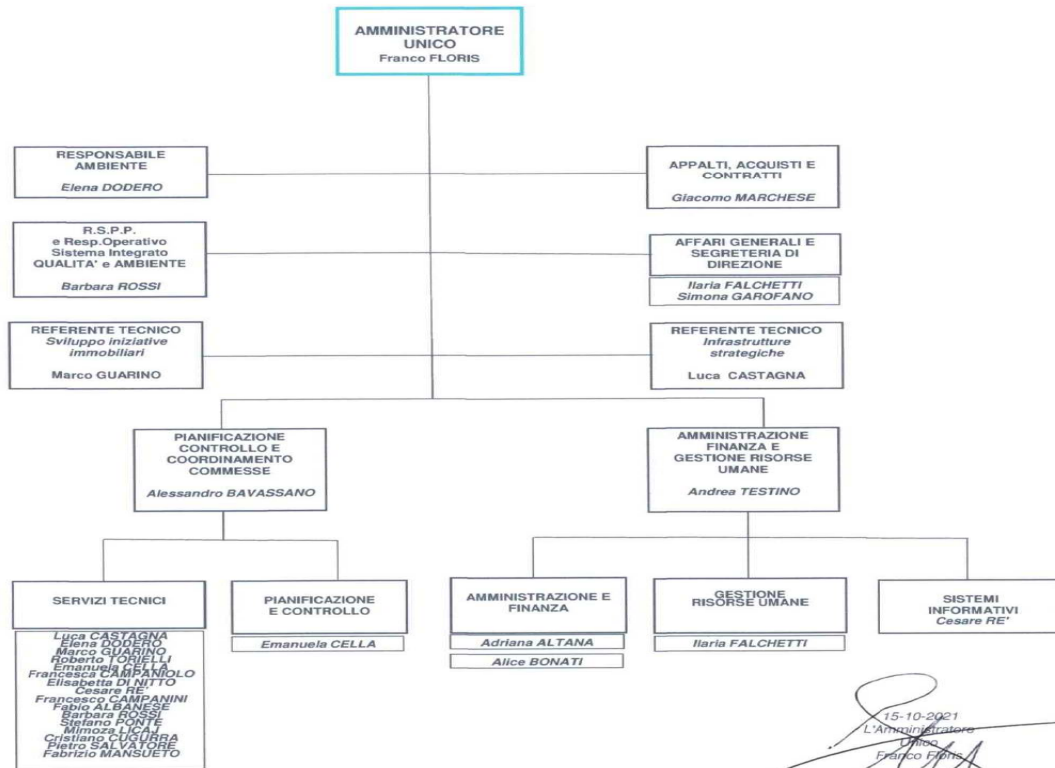 AMMINISTRATORE
UNICO
Franco FLORIS
RESPONSABILE
AMBIENTE
Elena DODERO
APPALTI, ACQUISTI E
CONTRATTI
Giacomo MARCHESE
R.S.P.P.
e Resp.Operativo
Sistema Integrato
QUALITA' e AMBIENTE
Barbara ROSSI
AFFARI GENERALI E
SEGRETERIA DI
DIREZIONE
Ilaria FALCHETTI
Simona GAROFANO
REFERENTE TECNICO
Sviluppo iniziative
immobiliari
Marco GUARINO
REFERENTE TECNICO
Infrastrutture
strategiche
Luca CASTAGNA
PIANIFICAZIONE
CONTROLLO E
COORDINAMENTO
COMMESSE
Alessandro BAVASSANO
AMMINISTRAZIONE
FINANZA E
GESTIONE RISORSE
UMANE
Andrea TESTINO
SERVIZI TECNICI
Luca CASTAGNA
Elena DODERO
Marco GUARINO
Roberto TORIELLI
Emanuela CELLA
Francesca CAMPANIOLO
Elisabetta DI NITTO
Cesare RE'
Francesco CAMPANINI
Fabio ALBANESE
Barbara ROSSI
Stefano PONTE
Mimoza LICAJ
Cristiano CUGURRA
Pietro SALVATORE
Fabrizio MANSUETO
PIANIFICAZIONE
E CONTROLLO
Emanuela CELLA
AMMINISTRAZIONE E
FINANZA
Adriana ALTANA
Alice BONATI
GESTIONE
RISORSE UMANE
Ilaria FALCHETTI
SISTEMI
INFORMATIVI
Cesare RE'
15-10-2021
L'Amministratore
Unico
Franco Floris